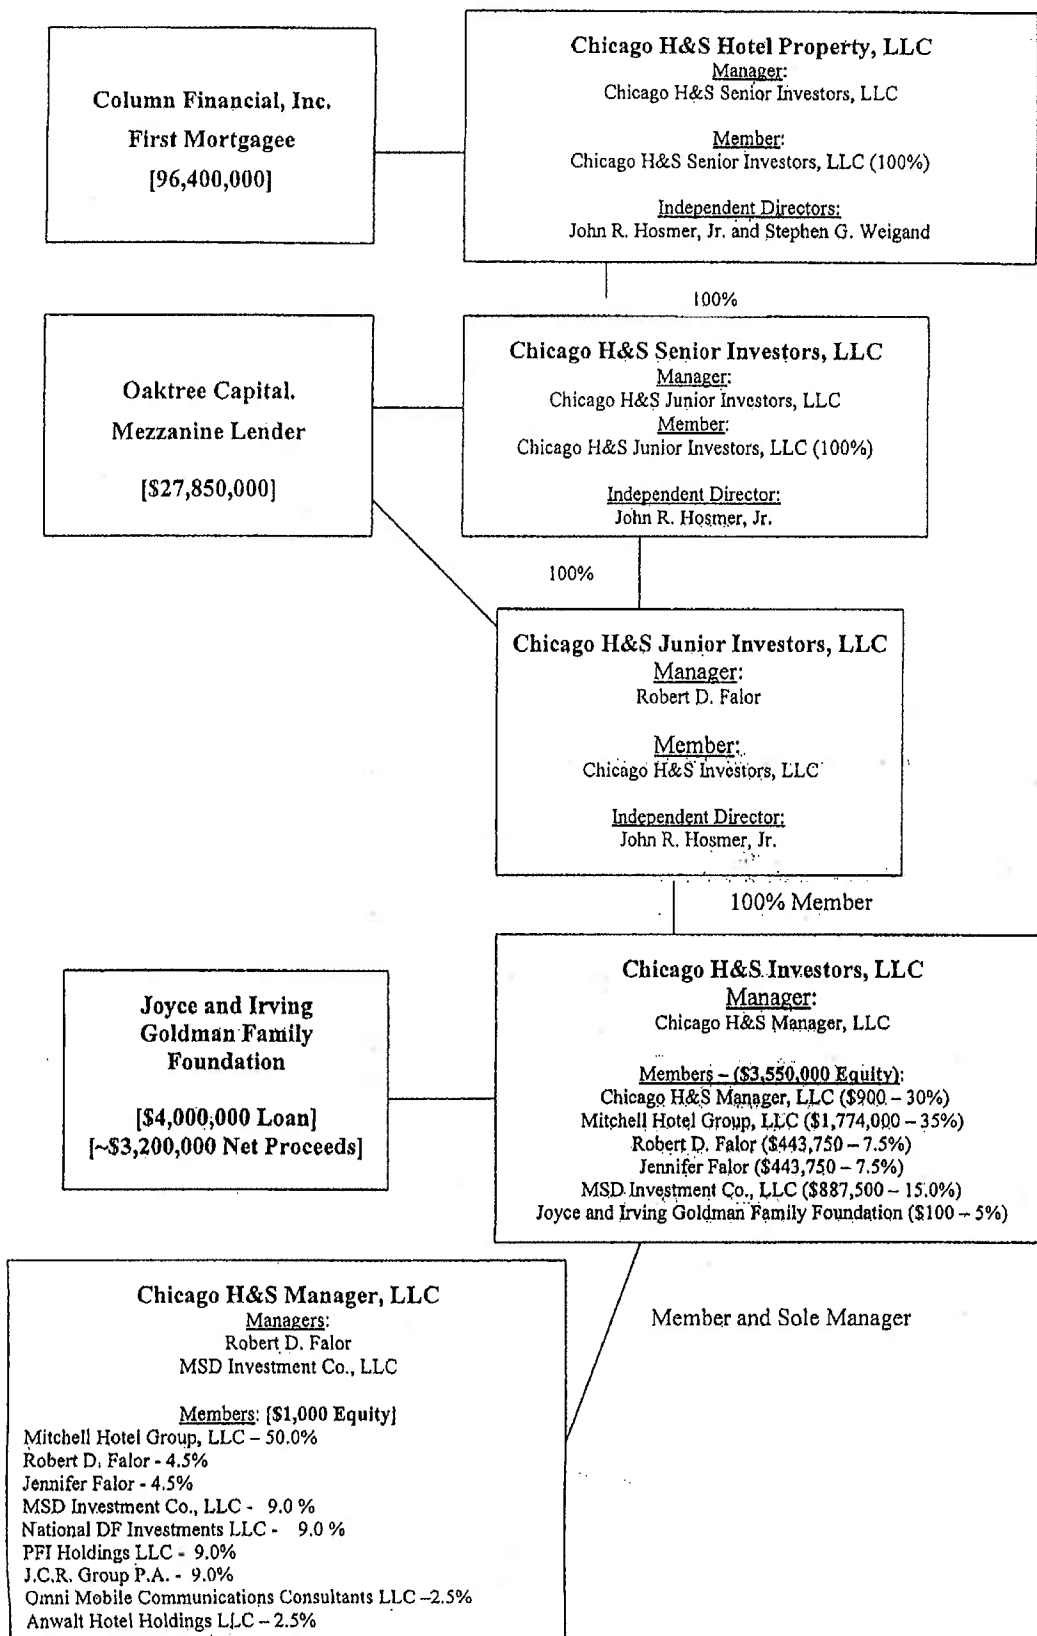 Chicago H&S Hotel Property, LLC
Manager:
Chicago H&S Senior Investors, LLC
Member:
Chicago H&S Senior Investors, LLC (100%)
Independent Directors:
John R. Hosmer, Jr. and Stephen G. Weigand
Column Financial, Inc.
First Mortgagee
[96,400,000]
100%
Chicago H&S Senior Investors, LLC
Manager:
Chicago H&S Junior Investors, LLC
Member:
Chicago H&S Junior Investors, LLC (100%)
Independent Director:
John R. Hosmer, Jr.
Oaktree Capital.
Mezzanine Lender
[$27,850,000]
100%
Chicago H&S Junior Investors, LLC
Manager:
Robert D. Falor
Member:
Chicago H&S Investors, LLC
Independent Director:
John R. Hosmer, Jr.
100% Member
Chicago H&S Investors, LLC
Manager:
Chicago H&S Manager, LLC
Members – ($3,550,000 Equity):
Chicago H&S Manager, LLC ($900 – 30%)
Mitchell Hotel Group, LLC ($1,774,000 – 35%)
Robert D. Falor ($443,750 – 7.5%)
Jennifer Falor ($443,750 – 7.5%)
MSD Investment Co., LLC ($887,500 – 15.0%)
Joyce and Irving Goldman Family Foundation ($100 – 5%)
Joyce and Irving
Goldman Family
Foundation
[$4,000,000 Loan]
[~$3,200,000 Net Proceeds]
Member and Sole Manager
Chicago H&S Manager, LLC
Managers:
Robert D. Falor
MSD Investment Co., LLC
Members: [$1,000 Equity]
Mitchell Hotel Group, LLC – 50.0%
Robert D. Falor - 4.5%
Jennifer Falor - 4.5%
MSD Investment Co., LLC - 9.0 %
National DF Investments LLC - 9.0 %
PFI Holdings LLC - 9.0%
J.C.R. Group P.A. - 9.0%
Omni Mobile Communications Consultants LLC –2.5%
Anwalt Hotel Holdings LLC – 2.5%